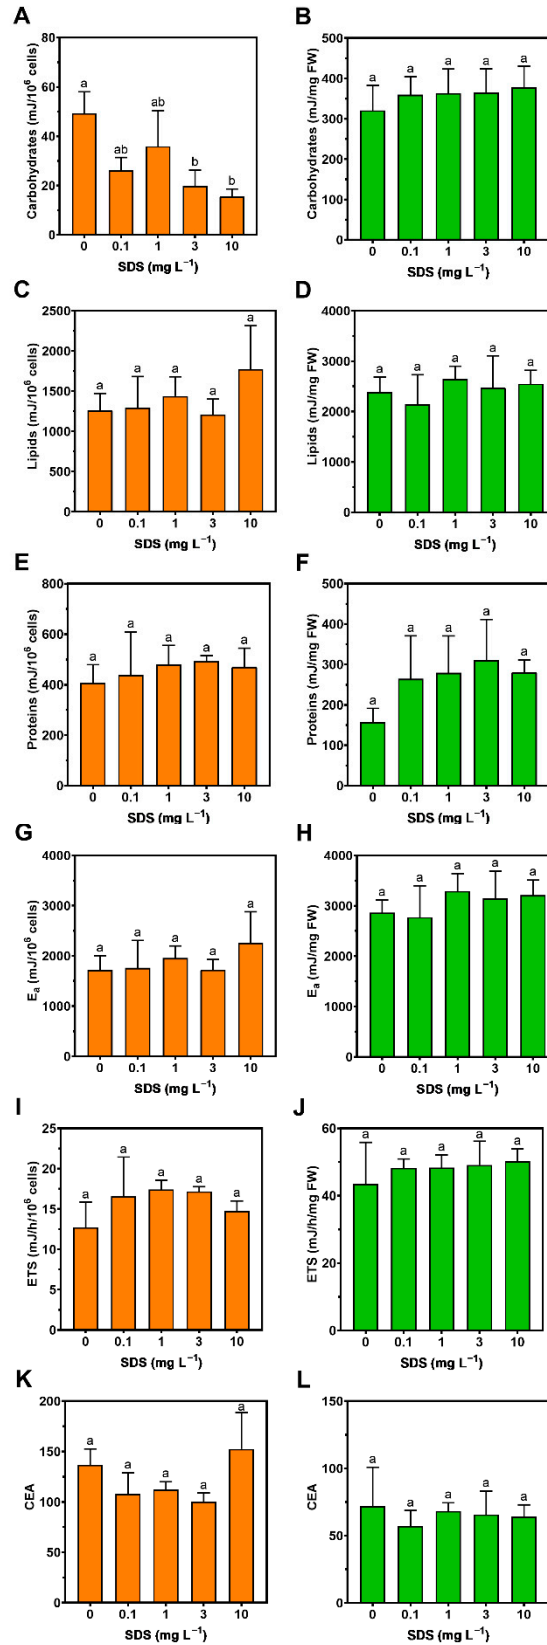 A
Carbohydrates (mJ/10⁶ cells)
80
60
40
20
0
a
ab
ab
b
b
0 0.1 1 3 10
SDS (mg L⁻¹)
B
Carbohydrates (mJ/mg FW)
500
400
300
200
100
0
a a a a a
0 0.1 1 3 10
SDS (mg L⁻¹}
C
Lipids (mJ/10⁶ cells)
2500
2000
1500
1000
500
0
a a a a a
0 0.1 1 3 10
SDS (mg L⁻¹)
D
Lipids (mJ/mg FW)
4000
3000
2000
1000
0
a a a a a
0 0.1 1 3 10
SDS (mg L⁻¹)
E
Proteins (mJ/10⁶ cells)
800
600
400
200
0
a a a a a
0 0.1 1 3 10
SDS (mg L⁻¹)
F
Proteins (mJ/mg FW)
500
400
300
200
100
0
a a a a a
0 0.1 1 3 10
SDS (mg L⁻¹)
G
Eₐ (mJ/10⁶ cells)
4000
3000
2000
1000
0
a a a a a
0 0.1 1 3 10
SDS (mg L⁻¹)
H
Eₐ (mJ/mg FW)
4000
3000
2000
1000
0
a a a a a
0 0.1 1 3 10
SDS (mg L⁻¹)
I
ETS (mJ/h/10⁶ cells)
25
20
15
10
5
0
a a a a a
0 0.1 1 3 10
SDS (mg L⁻¹)
J
ETS (mJ/h/mg FW)
60
40
20
0
a a a a a
0 0.1 1 3 10
SDS (mg L⁻¹)
K
CEA
200
150
100
50
0
a a a a a
0 0.1 1 3 10
SDS (mg L⁻¹)
L
CEA
150
100
50
0
a a a a a
0 0.1 1 3 10
SDS (mg L⁻¹)